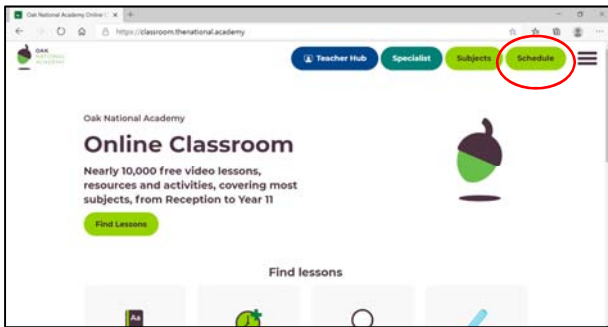 Oak National Academy Online C
https://classroom.thenational.academy
OAK
NATIONAL
ACADEMY
Teacher Hub
Specialist
Subjects
Schedule
Oak National Academy
Online Classroom
Nearly 10,000 free video lessons,
resources and activities, covering most
subjects, from Reception to Year 11
Find Lessons
Find lessons
Aa